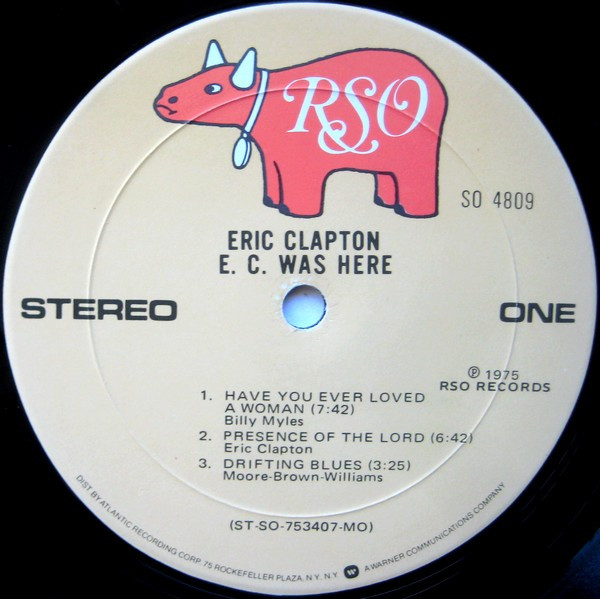 RSO
SO 4809
ERIC CLAPTON
E. C. WAS HERE
STEREO
ONE
℗ 1975
RSO RECORDS
1. HAVE YOU EVER LOVED
A WOMAN (7:42)
Billy Myles
2. PRESENCE OF THE LORD (6:42)
Eric Clapton
3. DRIFTING BLUES (3:25)
Moore-Brown-Williams
(ST-SO-753407-MO)
DIST. BY ATLANTIC RECORDING CORP. 75 ROCKEFELLER PLAZA, N.Y. N.Y. A WARNER COMMUNICATIONS COMPANY